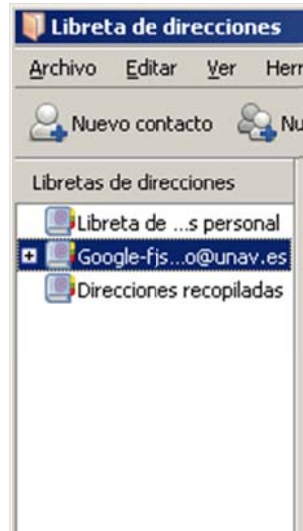 Libreta de direcciones
Archivo Editar Ver Herr
Nuevo contacto Nu
Libretas de direcciones
Libreta de ...s personal
Google-fjs...o@unav.es
Direcciones recopiladas